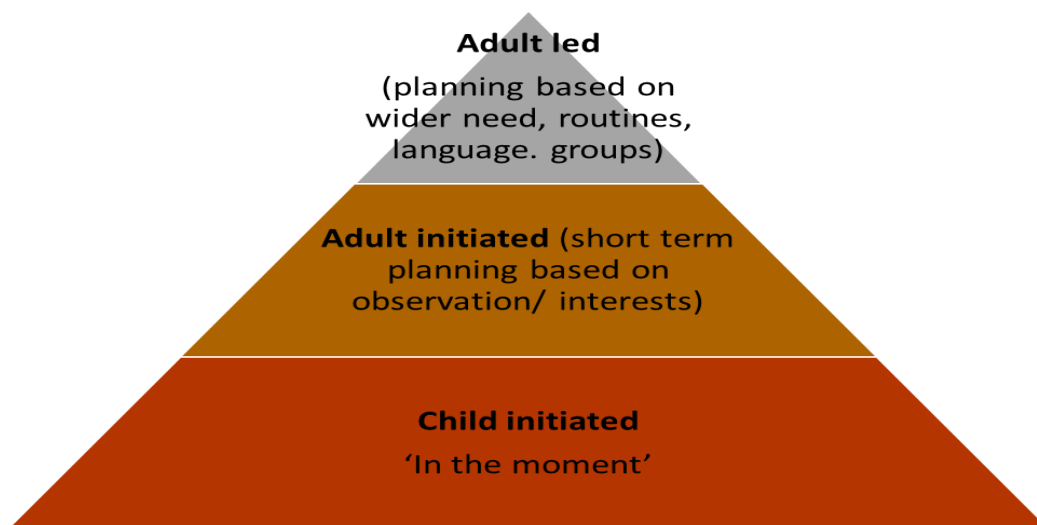 Adult led
(planning based on
wider need, routines,
language. groups)
Adult initiated (short term
planning based on
observation/ interests)
Child initiated
‘In the moment’